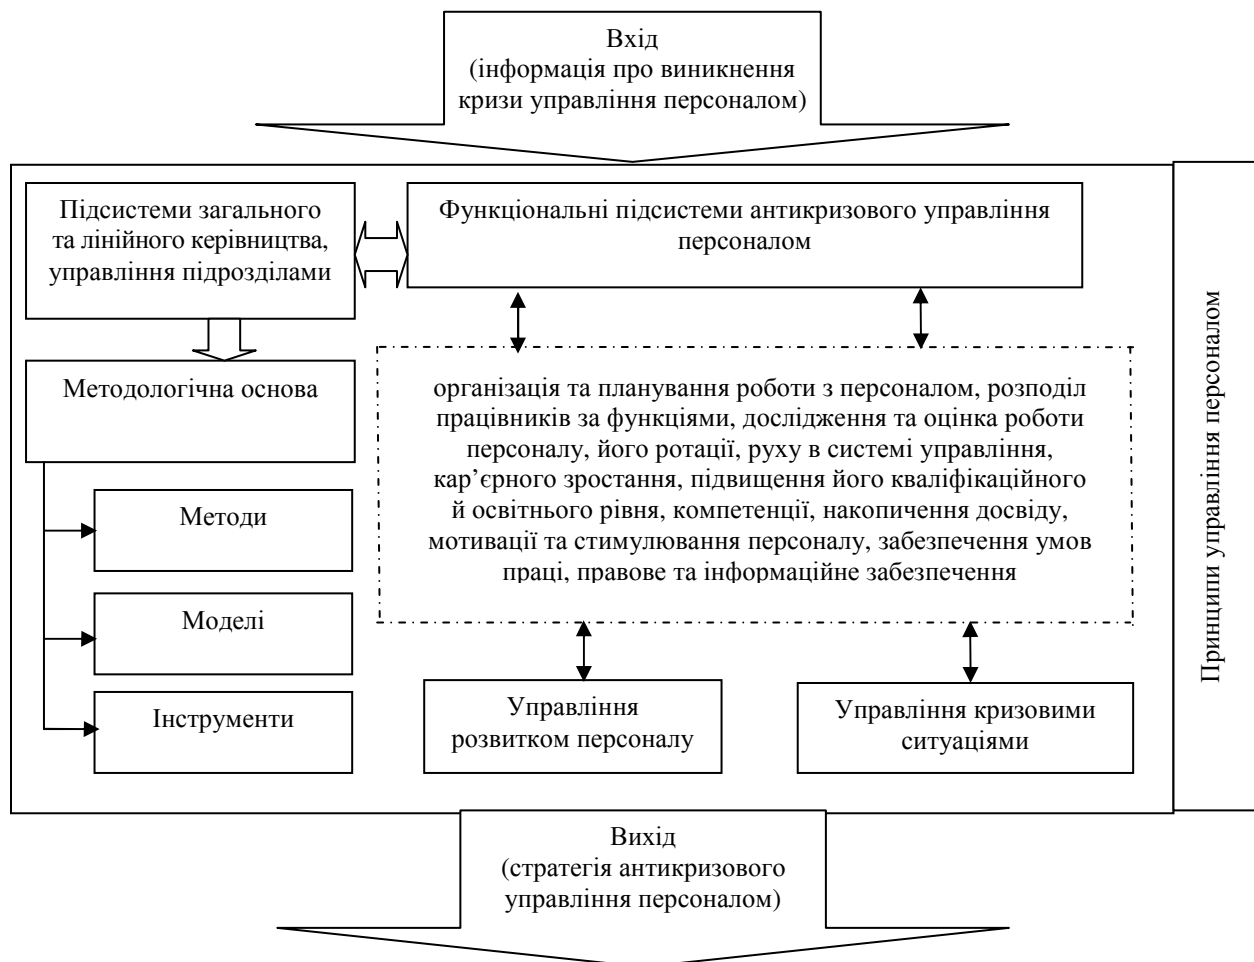 Вхід
(інформація про виникнення
кризи управління персоналом)
Підсистеми загального
та лінійного керівництва,
управління підрозділами
Функціональні підсистеми антикризового управління
персоналом
Методологічна основа
організація та планування роботи з персоналом, розподіл
працівників за функціями, дослідження та оцінка роботи
персоналу, його ротації, руху в системі управління,
кар’єрного зростання, підвищення його кваліфікаційного
й освітнього рівня, компетенції, накопичення досвіду,
мотивації та стимулювання персоналу, забезпечення умов
праці, правове та інформаційне забезпечення
Методи
Моделі
Інструменти
Управління
розвитком персоналу
Управління кризовими
ситуаціями
Принципи управління персоналом
Вихід
(стратегія антикризового
управління персоналом)